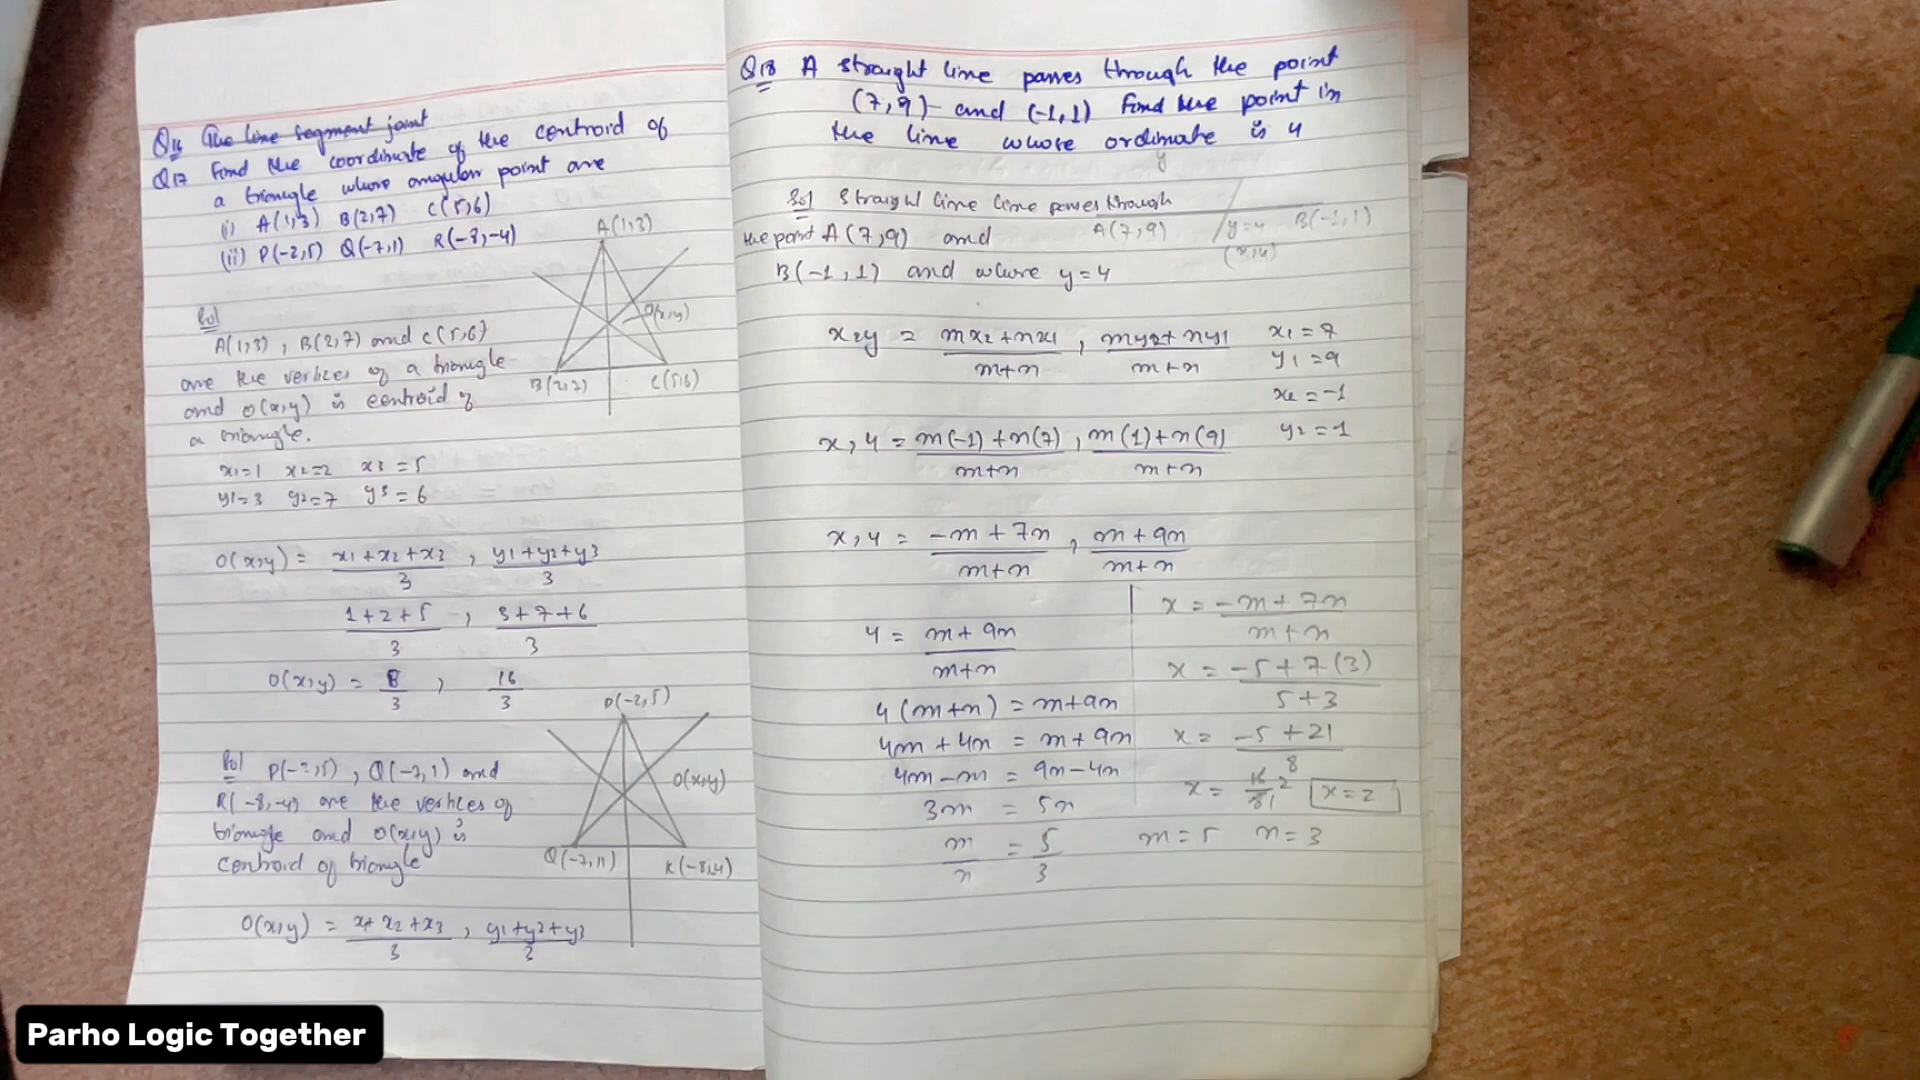 Q16 The line segment joint
Q17 Find the coordinate of the centroid of
a triangle whose angular point are
(i) A(1,3) B(2,7) C(5,6)
(ii) P(-2,5) Q(-7,1) R(-8,-4)
Sol
A(1,3), B(2,7) and C(5,6)
are the vertices of a triangle
and O(x,y) is centroid of
a triangle.
A(1,3)
O(x,y)
B(2,7) C(5,6)
x1=1 x2=2 x3=5
y1=3 y2=7 y3=6
O(x,y) = x1+x2+x3 , y1+y2+y3
3 3
1+2+5 , 3+7+6
3 3
O(x,y) = 8 , 16
3 3
P(-2,5)
O(x,y)
Q(-7,1) R(-8,4)
Sol P(-2,5), Q(-7,1) and
R(-8,-4) are the vertices of
triangle and O(x,y) is
centroid of triangle
O(x,y) = x+x2+x3 , y1+y2+y3
3 3
Q18 A straight line passes through the point
(7,9) and (-1,1) Find the point in
the line whose ordinate is 4
y
Sol Straight line line passes through
the point A(7,9) and
B(-1,1) and where y=4
A(7,9) y=4 B(-1,1)
(x,4)
x,y = mx2+nx1 , my2+ny1
m+n m+n
x1=7
y1=9
x2=-1
y2=1
x,4 = m(-1)+n(7) , m(1)+n(9)
m+n m+n
x,4 = -m+7n , m+9n
m+n m+n
4 = m+9n
m+n
4(m+n) = m+9n
4m+4n = m+9n
4m-m = 9n-4n
3m = 5n
m = 5
n 3
x = -m+7n
m+n
x = -5+7(3)
5+3
x = -5+21
8
x = 16 2
81
x=2
m=5 n=3
Parho Logic Together